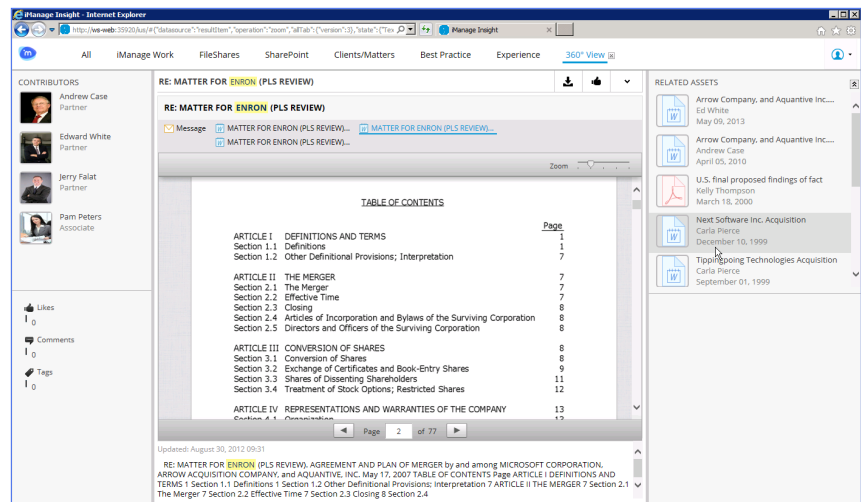 iManage Insight - Internet Explorer
http://ws-web:35920/us/#{"datasource":"resultItem","operation":"zoom","allTab":{"version":3},"state":{"Tex
iManage Insight
m
All iManage Work FileShares SharePoint Clients/Matters Best Practice Experience 360° View
CONTRIBUTORS
Andrew Case
Partner
Edward White
Partner
Jerry Falat
Partner
Pam Peters
Associate
Likes
0
Comments
0
Tags
0
RE: MATTER FOR ENRON (PLS REVIEW)
RE: MATTER FOR ENRON (PLS REVIEW)
Message MATTER FOR ENRON (PLS REVIEW)... MATTER FOR ENRON (PLS REVIEW)...
MATTER FOR ENRON (PLS REVIEW)...
Zoom
TABLE OF CONTENTS
Page
ARTICLE I DEFINITIONS AND TERMS 1
Section 1.1 Definitions 1
Section 1.2 Other Definitional Provisions; Interpretation 7
ARTICLE II THE MERGER 7
Section 2.1 The Merger 7
Section 2.2 Effective Time 7
Section 2.3 Closing 8
Section 2.4 Articles of Incorporation and Bylaws of the Surviving Corporation 8
Section 2.5 Directors and Officers of the Surviving Corporation 8
ARTICLE III CONVERSION OF SHARES 8
Section 3.1 Conversion of Shares 8
Section 3.2 Exchange of Certificates and Book-Entry Shares 9
Section 3.3 Shares of Dissenting Shareholders 11
Section 3.4 Treatment of Stock Options; Restricted Shares 12
ARTICLE IV REPRESENTATIONS AND WARRANTIES OF THE COMPANY 13
Section 4.1 Organization 13
Page 2 of 77
Updated: August 30, 2012 09:31
RE: MATTER FOR ENRON (PLS REVIEW). AGREEMENT AND PLAN OF MERGER by and among MICROSOFT CORPORATION,
ARROW ACQUISITION COMPANY, and AQUANTIVE, INC. May 17, 2007 TABLE OF CONTENTS Page ARTICLE I DEFINITIONS AND
TERMS 1 Section 1.1 Definitions 1 Section 1.2 Other Definitional Provisions; Interpretation 7 ARTICLE II THE MERGER 7 Section 2.1
The Merger 7 Section 2.2 Effective Time 7 Section 2.3 Closing 8 Section 2.4
RELATED ASSETS
Arrow Company, and Aquantive Inc....
Ed White
May 09, 2013
Arrow Company, and Aquantive Inc....
Andrew Case
April 05, 2010
U.S. final proposed findings of fact
Kelly Thompson
March 18, 2000
Next Software Inc. Acquisition
Carla Pierce
December 10, 1999
Tippingpoing Technologies Acquisition
Carla Pierce
September 01, 1999